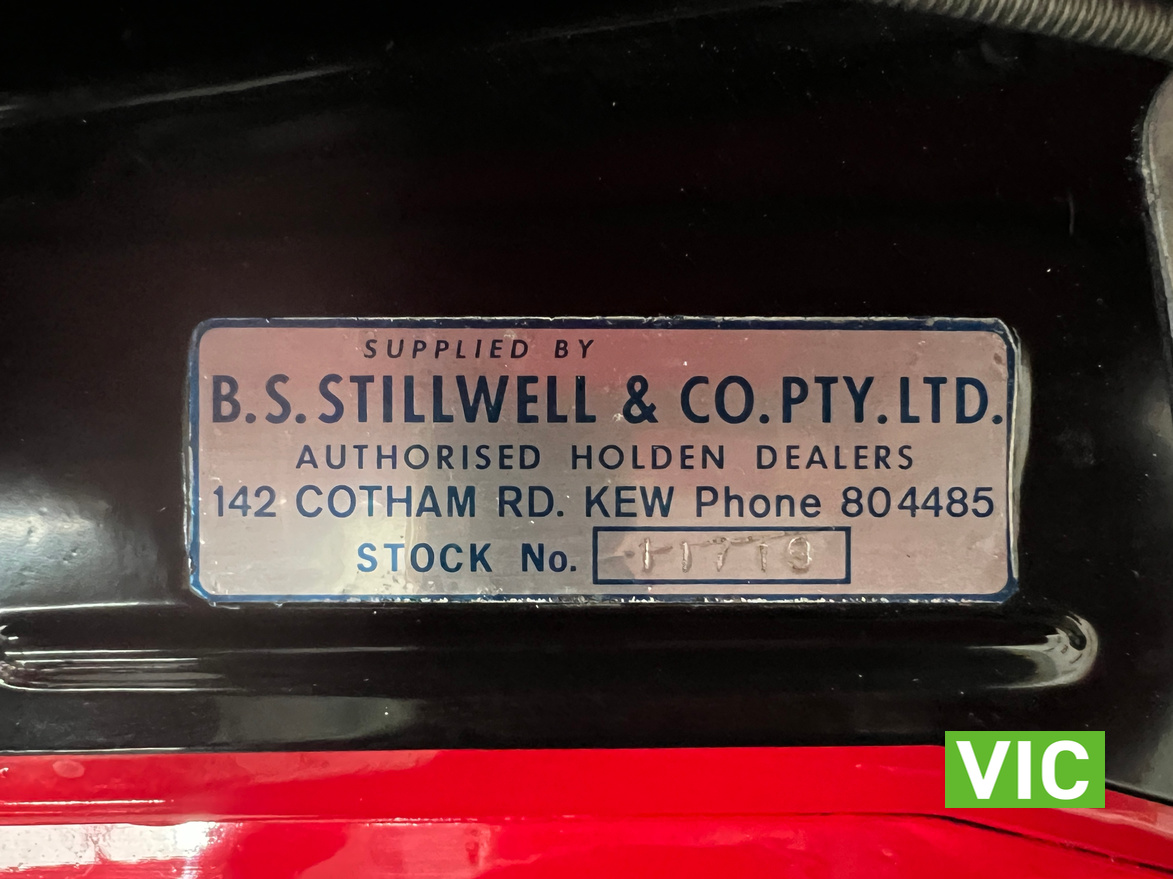 SUPPLIED BY
B.S. STILLWELL & CO. PTY. LTD.
AUTHORISED HOLDEN DEALERS
142 COTHAM RD. KEW Phone 804485
STOCK No. 11719
VIC